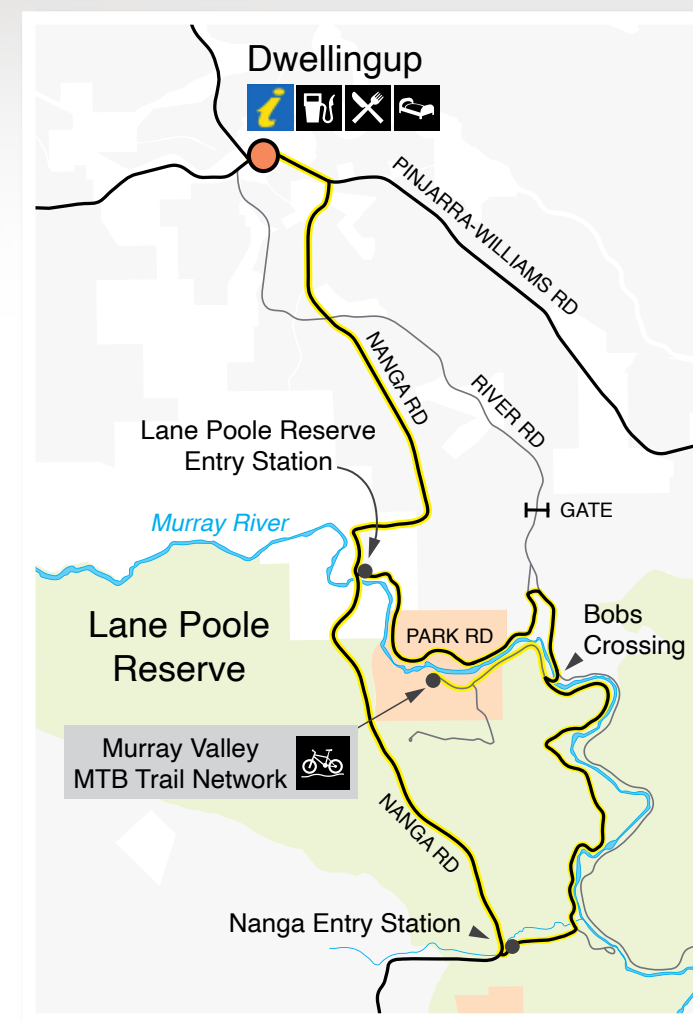 Dwellingup
i
PINJARRA-WILLIAMS RD
NANGA RD
RIVER RD
Lane Poole Reserve
Entry Station
GATE
Murray River
Lane Poole
Reserve
PARK RD
Bobs
Crossing
Murray Valley
MTB Trail Network
NANGA RD
Nanga Entry Station